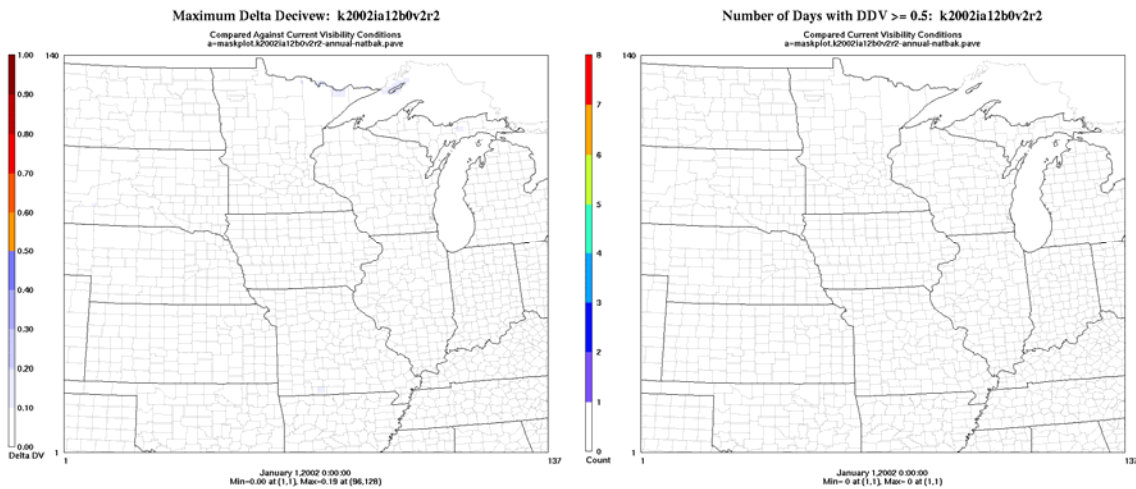 Maximum Delta Decivew: k2002ia12b0v2r2
Compared Against Current Visibility Conditions
a=maskplot.k2002ia12b0v2r2-annual-natbak.pave
1.00
0.90
0.80
0.70
0.60
0.50
0.40
0.30
0.20
0.10
0.00
Delta DV
140
1
1
137
January 1,2002 0:00:00
Min=0.00 at (1,1), Max=0.19 at (96,128)
Number of Days with DDV >= 0.5: k2002ia12b0v2r2
Compared Against Current Visibility Conditions
a=maskplot.k2002ia12b0v2r2-annual-natbak.pave
8
7
6
5
4
3
2
1
0
Count
140
1
1
137
January 1,2002 0:00:00
Min= 0 at (1,1), Max= 0 at (1,1)